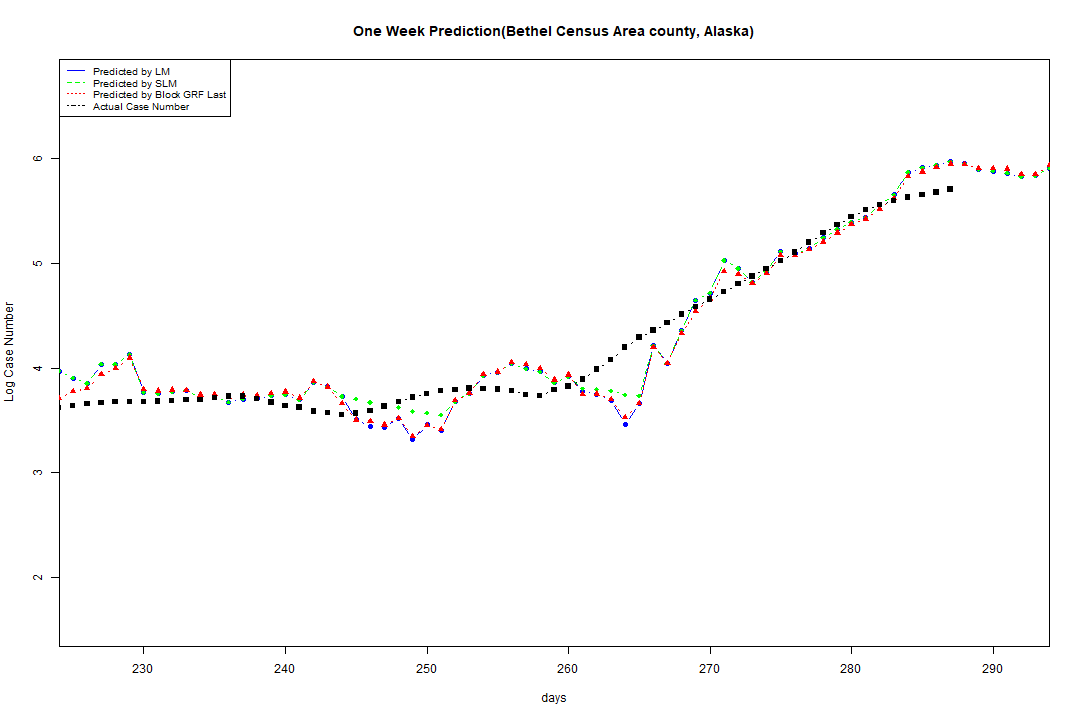 One Week Prediction(Bethel Census Area county, Alaska)
Predicted by LM
Predicted by SLM
Predicted by Block GRF Last
Actual Case Number
6
5
4
3
2
Log Case Number
230 240 250 260 270 280 290
days